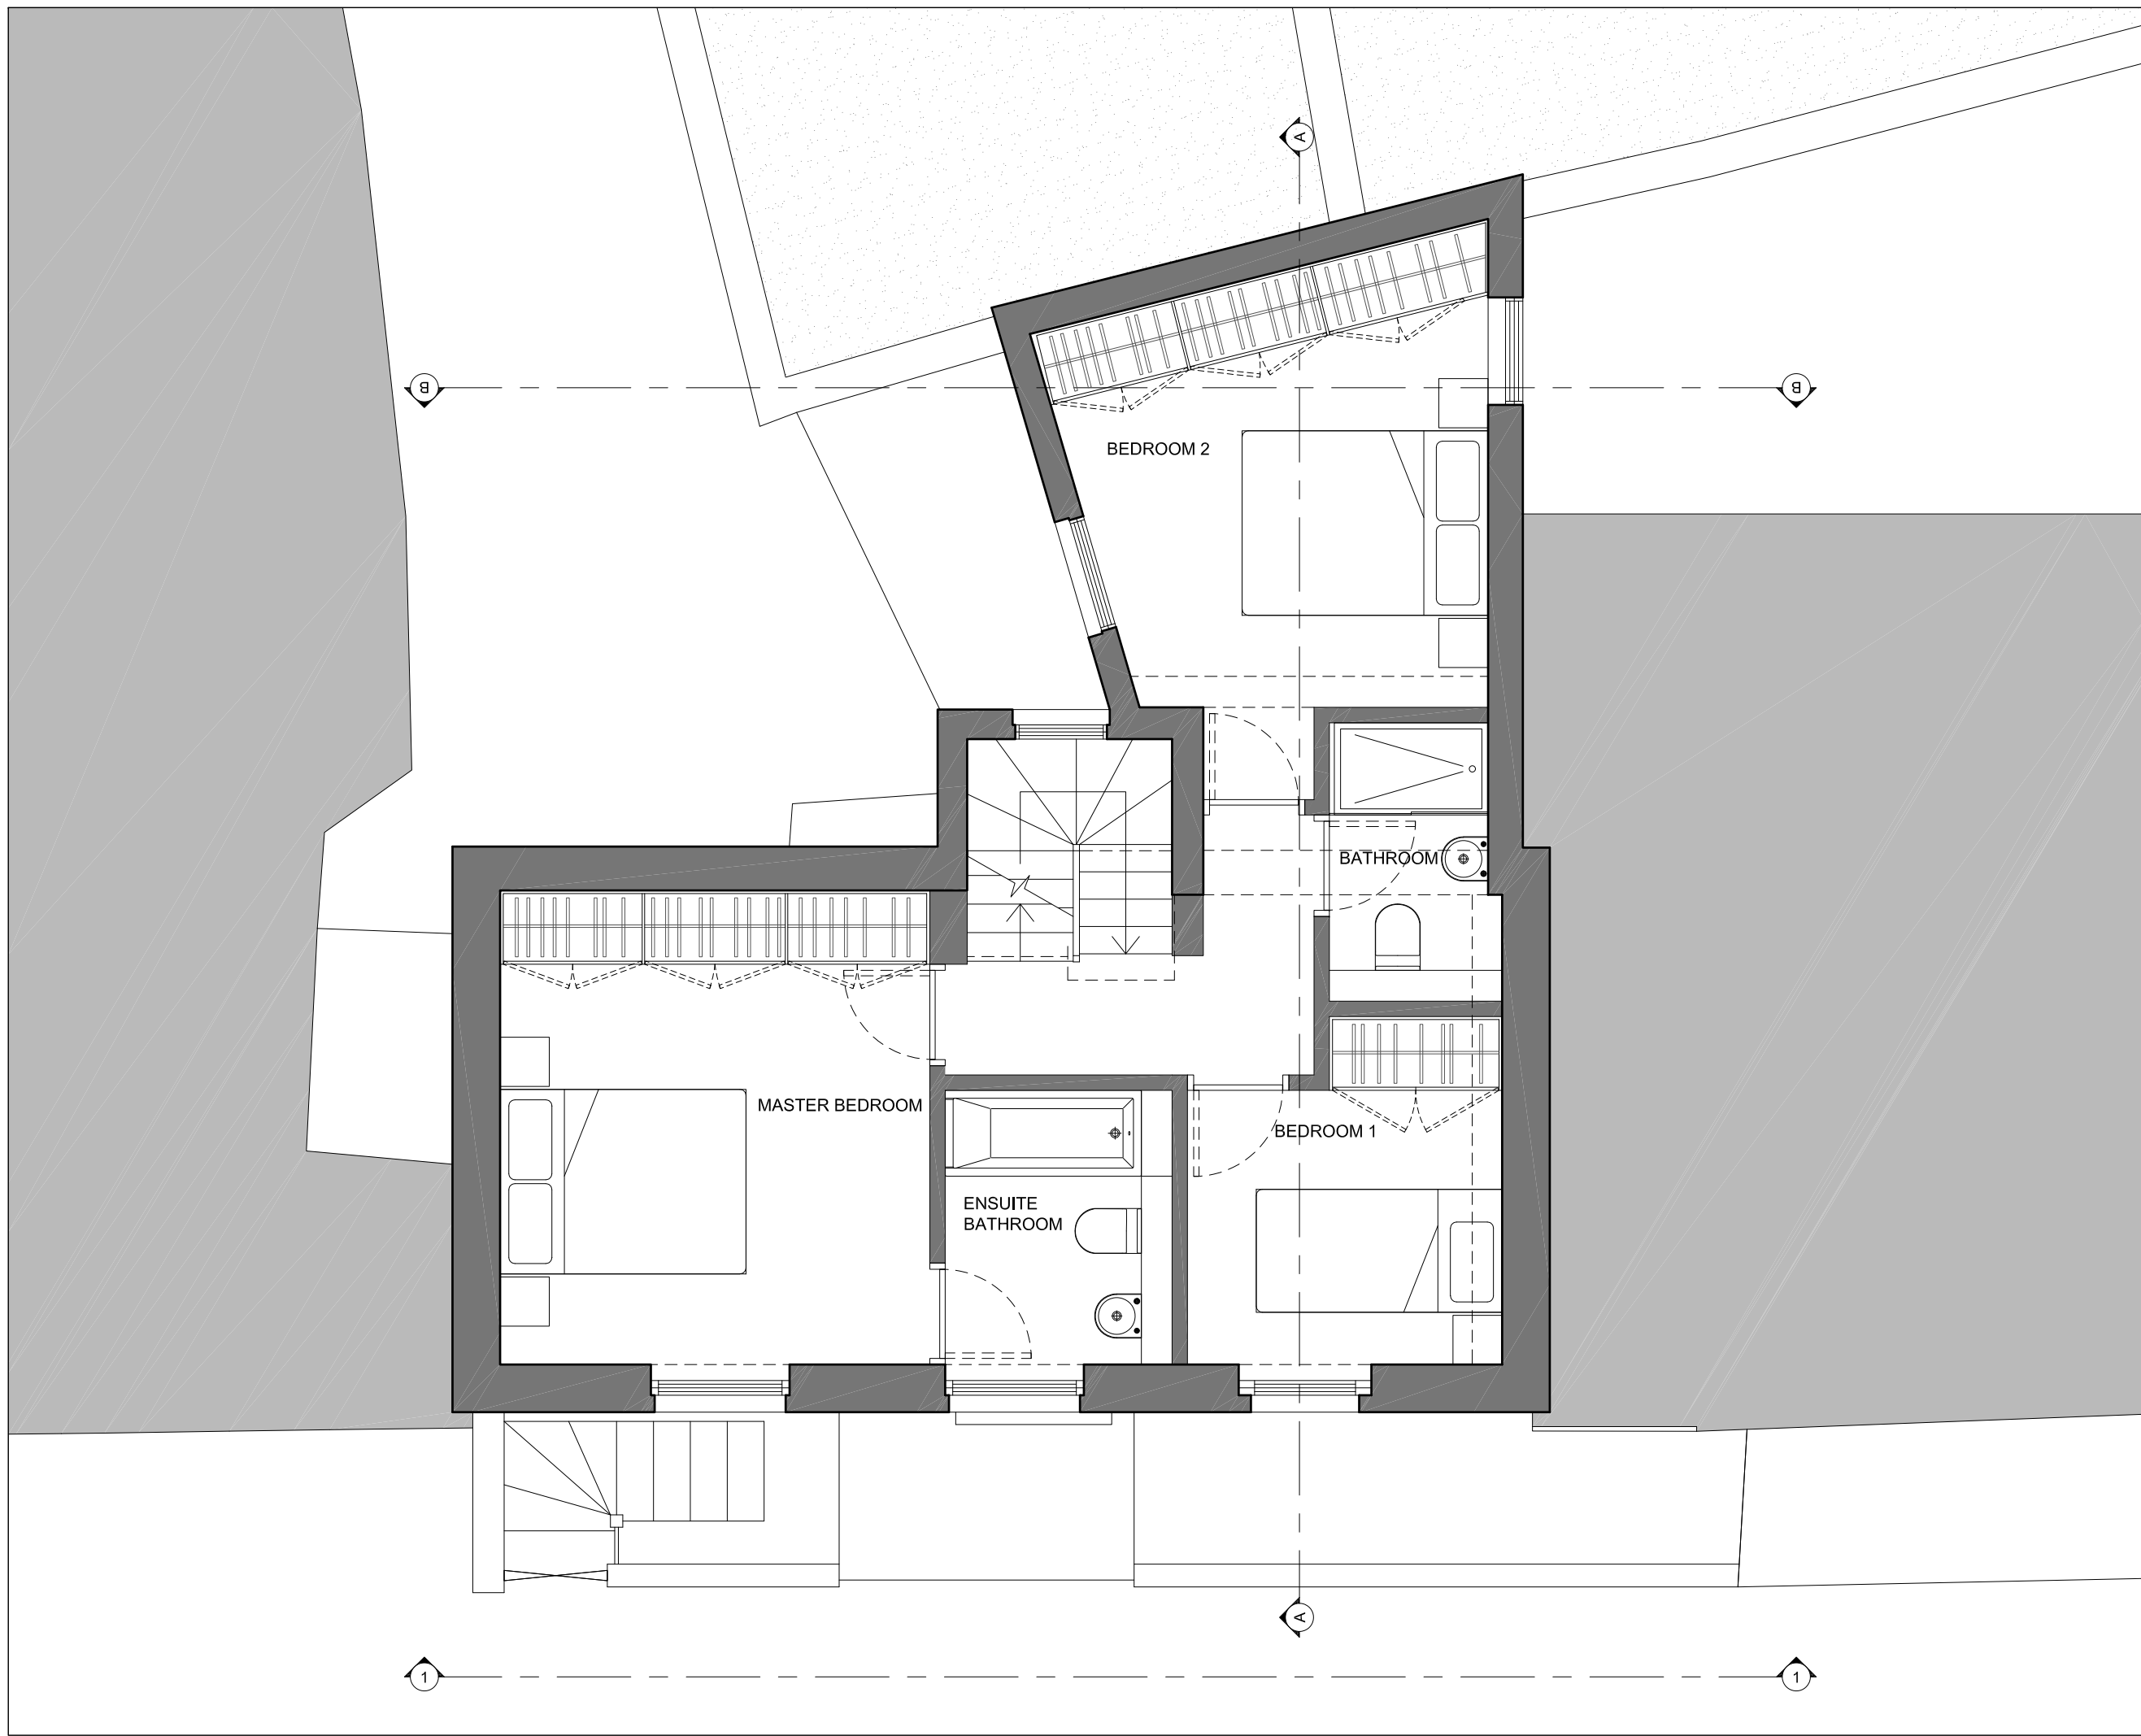 A
B
B
BEDROOM 2
BATHROOM
MASTER BEDROOM
BEDROOM 1
ENSUITE
BATHROOM
A
1
1